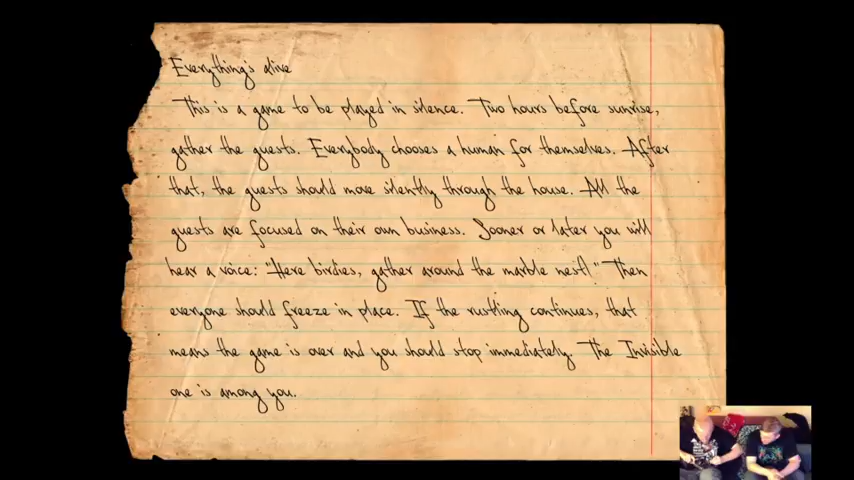 Everything's alive
This is a game to be played in silence. Two hours before sunrise,
gather the guests. Everybody chooses a human for themselves. After
that, the guests should move silently through the house. All the
guests are focused on their own business. Sooner or later you will
hear a voice: "Here birdies, gather around the marble nest!" Then
everyone should freeze in place. If the rustling continues, that
means the game is over and you should stop immediately. The Invisible
one is among you.